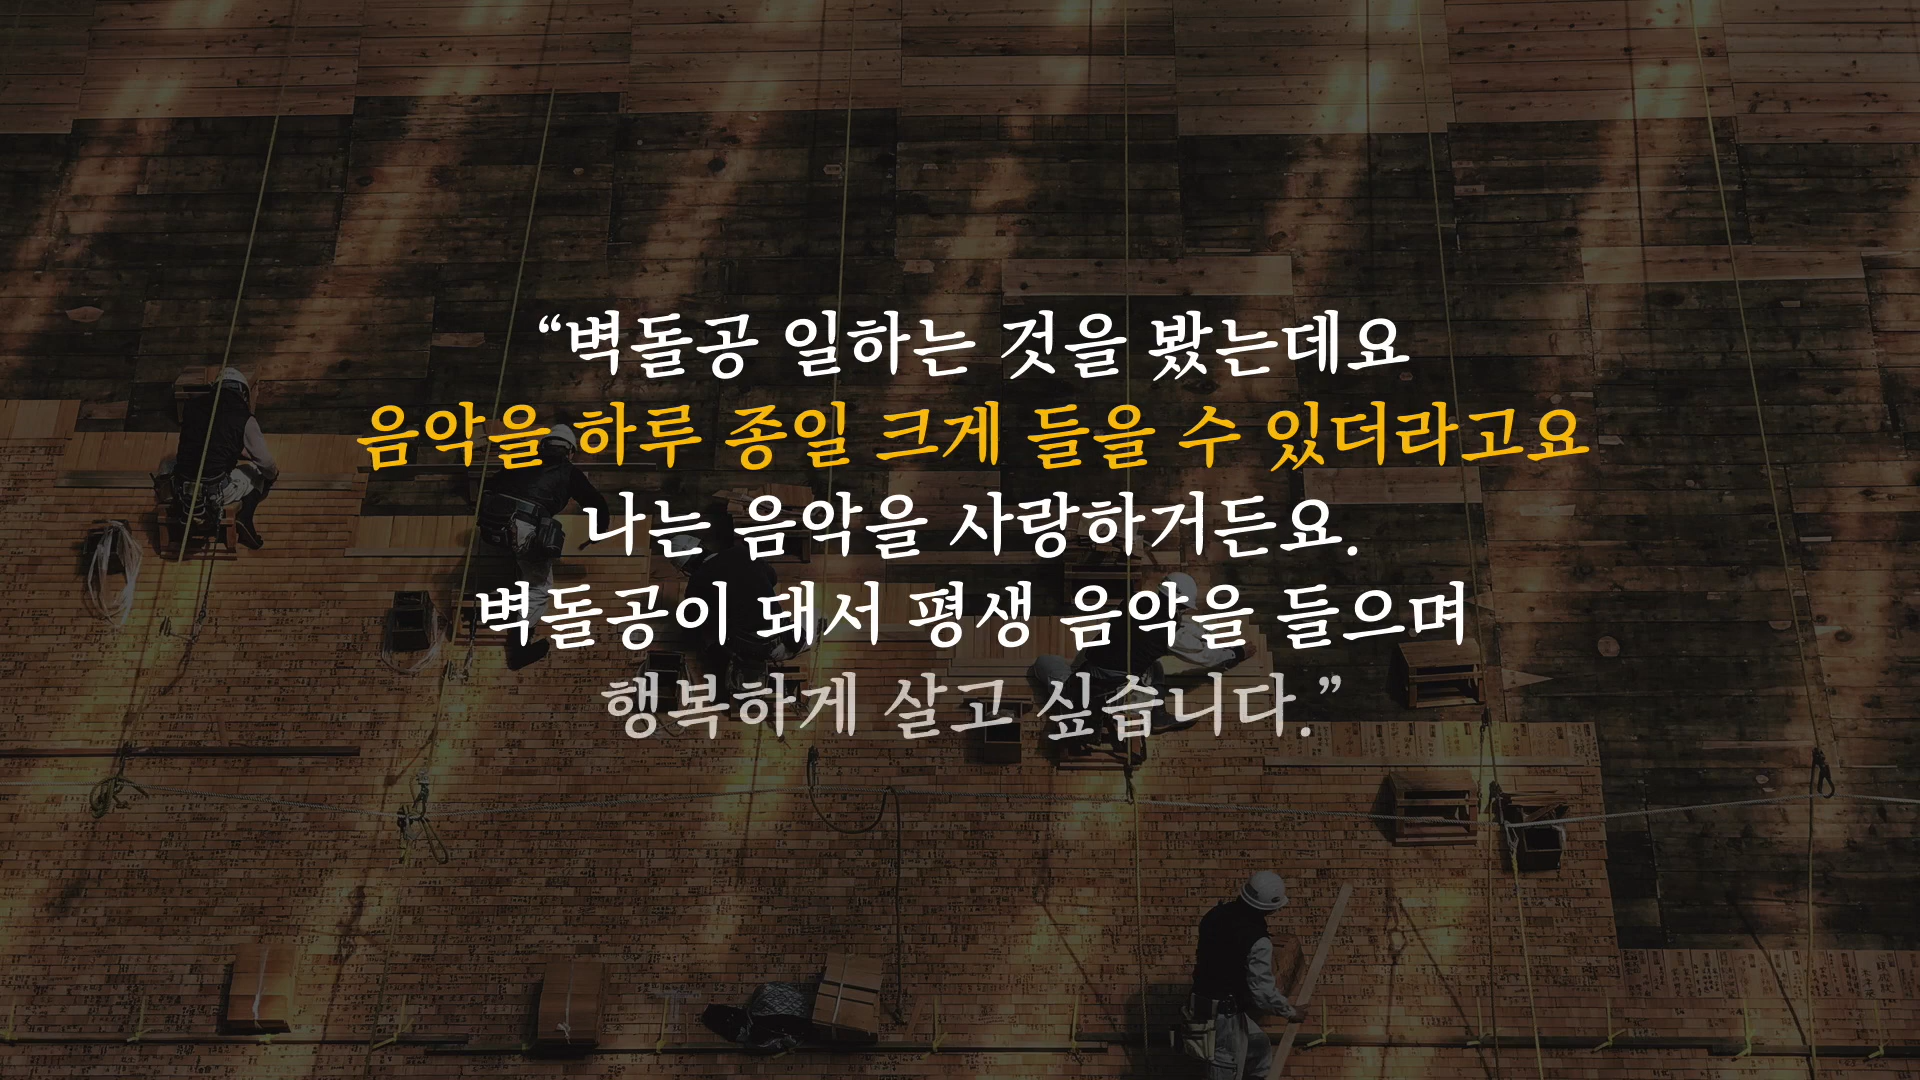 “벽돌공 일하는 것을 봤는데요
음악을 하루 종일 크게 들을 수 있더라고요
나는 음악을 사랑하거든요.
벽돌공이 돼서 평생 음악을 들으며
행복하게 살고 싶습니다.”